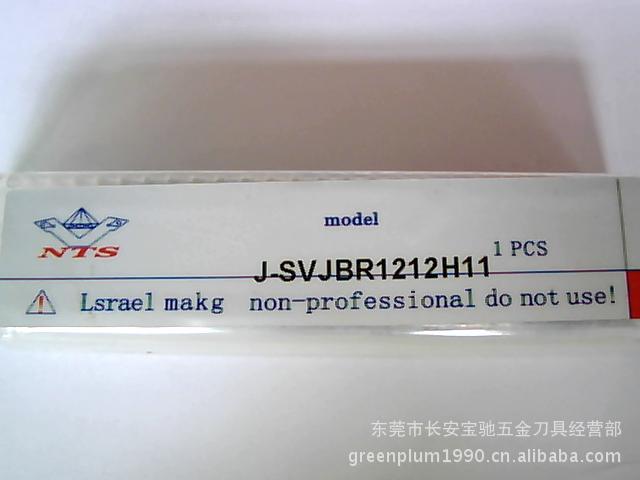 model
NTS
1 PCS
J-SVJBR1212H11
Lsrael makg non-professional do not use!
东莞市长安宝驰五金刀具经营部
greenplum1990.cn.alibaba.com